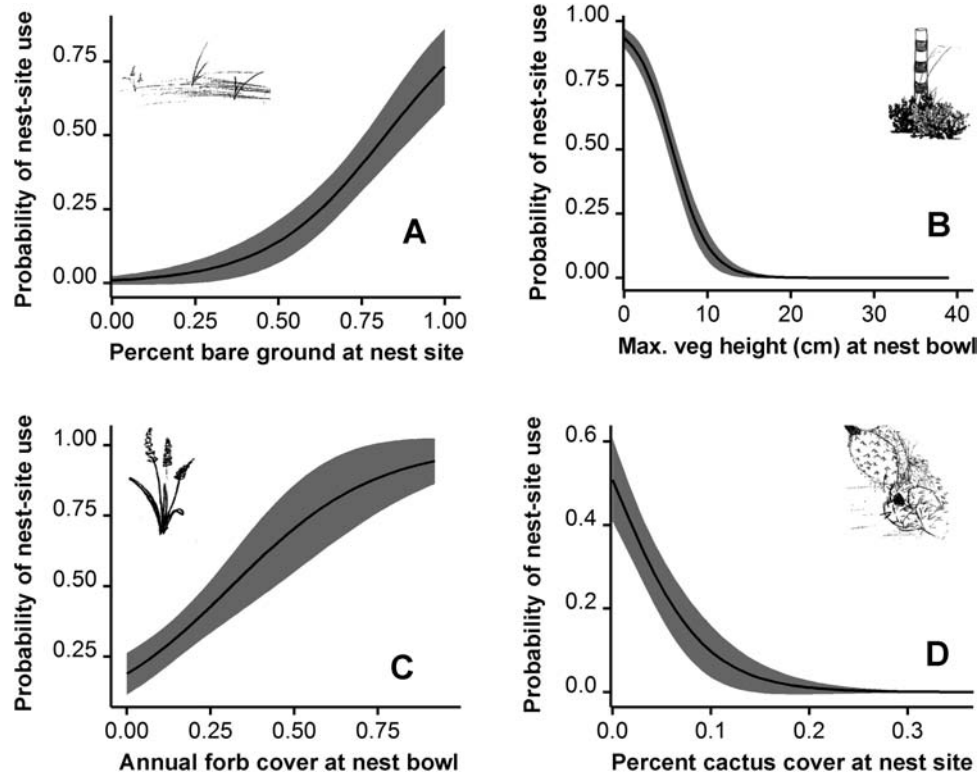 Probability of nest-site use
0.75
0.50
0.25
0.00
A
0.00 0.25 0.50 0.75 1.00
Percent bare ground at nest site
Probability of nest-site use
1.00
0.75
0.50
0.25
0.00
B
0 10 20 30 40
Max. veg height (cm) at nest bowl
Probability of nest-site use
1.00
0.75
0.50
0.25
C
0.00 0.25 0.50 0.75
Annual forb cover at nest bowl
Probability of nest-site use
0.6
0.4
0.2
0.0
D
0.0 0.1 0.2 0.3
Percent cactus cover at nest site